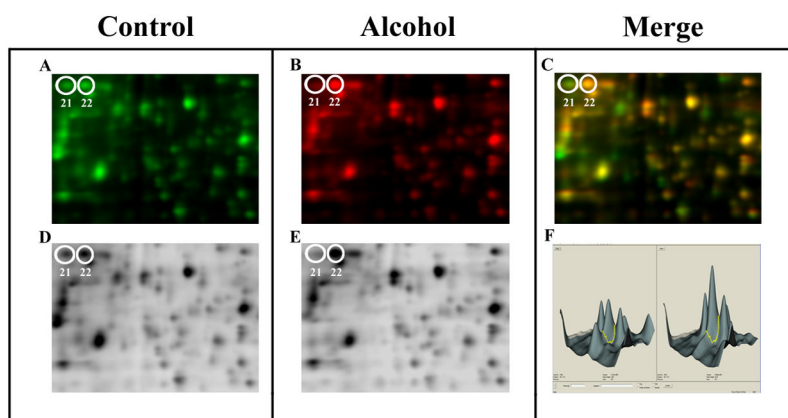 Control Alcohol Merge
A B C
21 22 21 22 21 22
D E F
21 22 21 22